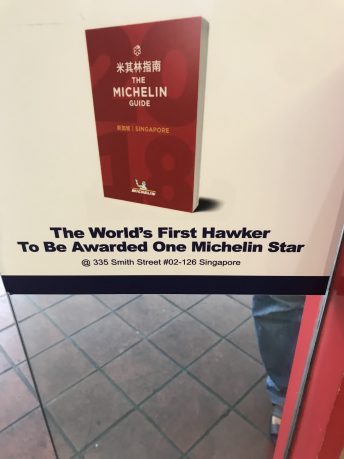 米其林指南
THE
MICHELIN
GUIDE
新加坡 | SINGAPORE
2018
MICHELIN
The World's First Hawker
To Be Awarded One Michelin Star
@ 335 Smith Street #02-126 Singapore